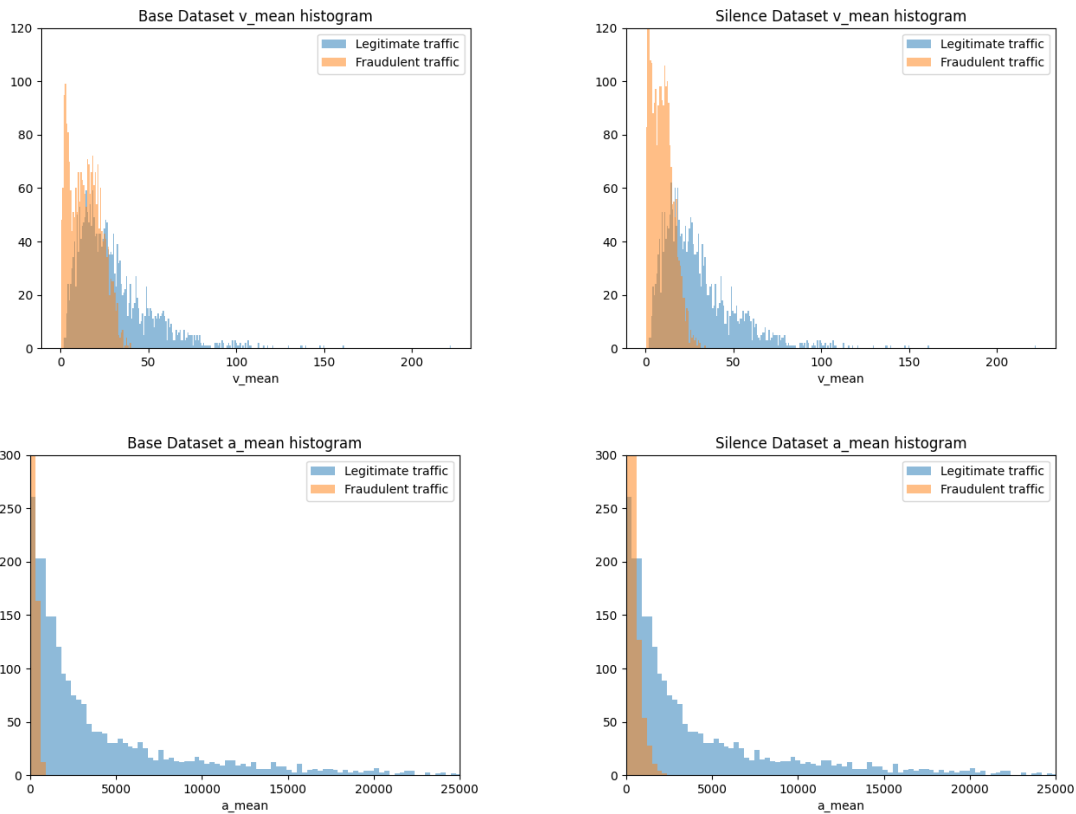 Base Dataset v_mean histogram
120
100
80
60
40
20
0
Legitimate traffic
Fraudulent traffic
0 50 100 150 200
v_mean
Silence Dataset v_mean histogram
120
100
80
60
40
20
0
Legitimate traffic
Fraudulent traffic
0 50 100 150 200
v_mean
Base Dataset a_mean histogram
300
250
200
150
100
50
0
Legitimate traffic
Fraudulent traffic
0 5000 10000 15000 20000 25000
a_mean
Silence Dataset a_mean histogram
300
250
200
150
100
50
0
Legitimate traffic
Fraudulent traffic
0 5000 10000 15000 20000 25000
a_mean